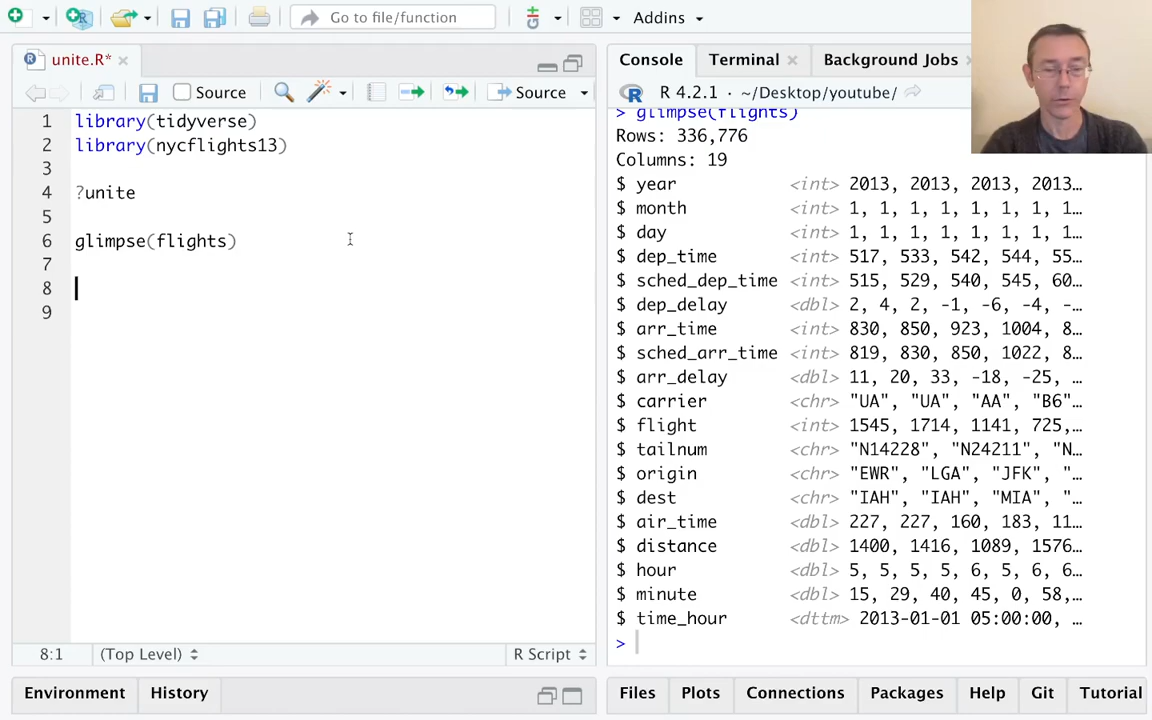 Go to file/function
Addins
unite.R*
Source
Source
1 library(tidyverse)
2 library(nycflights13)
3
4 ?unite
5
6 glimpse(flights)
7
8
9
8:1
(Top Level)
R Script
Environment
History
Console
Terminal
Background Jobs
R 4.2.1 · ~/Desktop/youtube/
> glimpse(flights)
Rows: 336,776
Columns: 19
$ year <int> 2013, 2013, 2013, 2013…
$ month <int> 1, 1, 1, 1, 1, 1, 1, 1…
$ day <int> 1, 1, 1, 1, 1, 1, 1, 1…
$ dep_time <int> 517, 533, 542, 544, 55…
$ sched_dep_time <int> 515, 529, 540, 545, 60…
$ dep_delay <dbl> 2, 4, 2, -1, -6, -4, -…
$ arr_time <int> 830, 850, 923, 1004, 8…
$ sched_arr_time <int> 819, 830, 850, 1022, 8…
$ arr_delay <dbl> 11, 20, 33, -18, -25, …
$ carrier <chr> "UA", "UA", "AA", "B6"…
$ flight <int> 1545, 1714, 1141, 725,…
$ tailnum <chr> "N14228", "N24211", "N…
$ origin <chr> "EWR", "LGA", "JFK", "…
$ dest <chr> "IAH", "IAH", "MIA", "…
$ air_time <dbl> 227, 227, 160, 183, 11…
$ distance <dbl> 1400, 1416, 1089, 1576…
$ hour <dbl> 5, 5, 5, 5, 6, 5, 6, 6…
$ minute <dbl> 15, 29, 40, 45, 0, 58,…
$ time_hour <dttm> 2013-01-01 05:00:00, …
>
Files
Plots
Connections
Packages
Help
Git
Tutorial